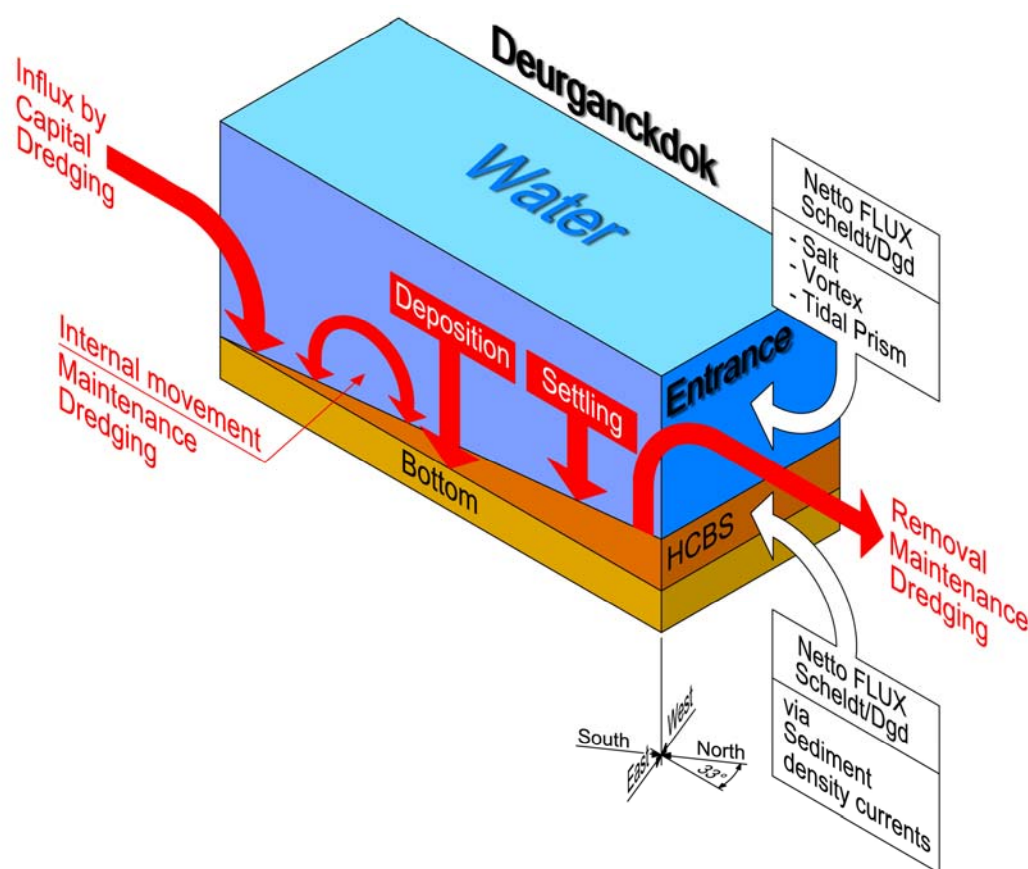 Deurganckdok
Influx by
Capital
Dredging
Water
Netto FLUX
Scheldt/Dgd
- Salt
- Vortex
- Tidal Prism
Deposition
Settling
Entrance
Internal movement
Maintenance
Dredging
Bottom
HCBS
Removal
Maintenance
Dredging
Netto FLUX
Scheldt/Dgd
via
Sediment
density currents
West
South
North
East
33°